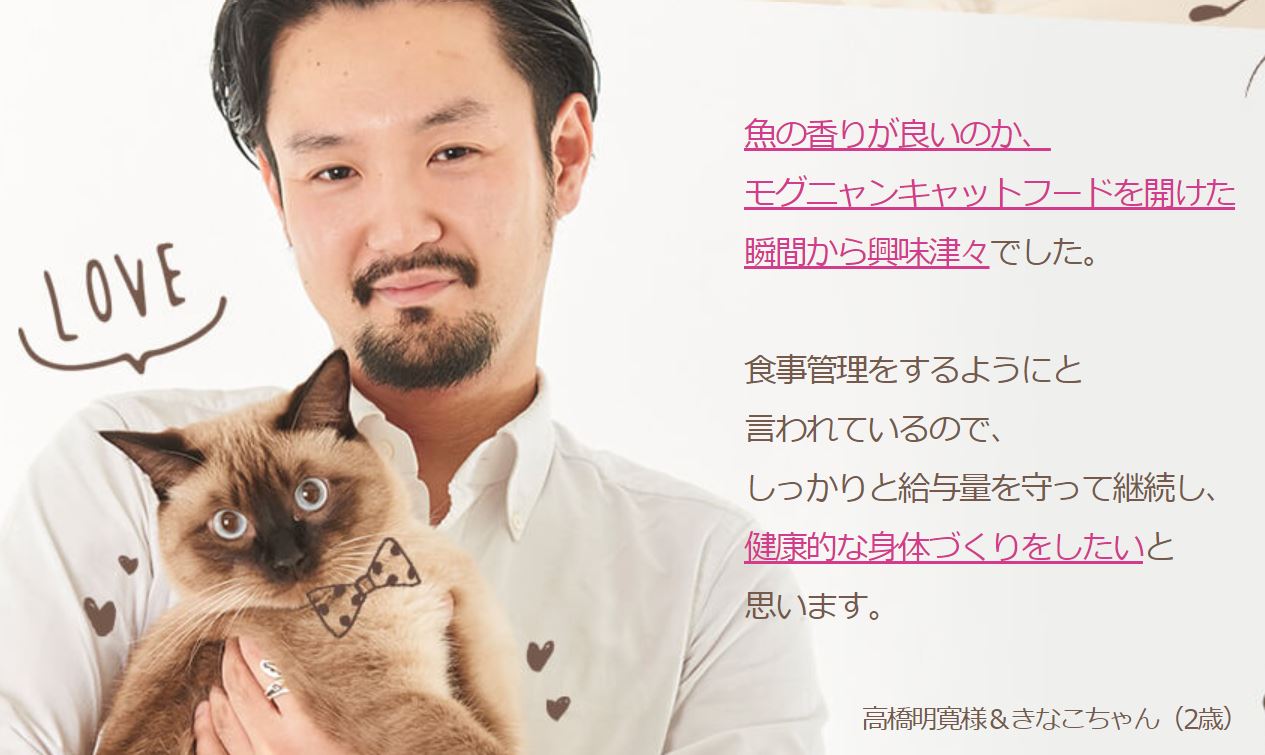 LOVE
魚の香りが良いのか、
モグニャンキャットフードを開けた
瞬間から興味津々でした。
食事管理をするようにと
言われているので、
しっかりと給与量を守って継続し、
健康的な身体づくりをしたいと
思います。
高橋明寛様＆きなこちゃん（2歳）